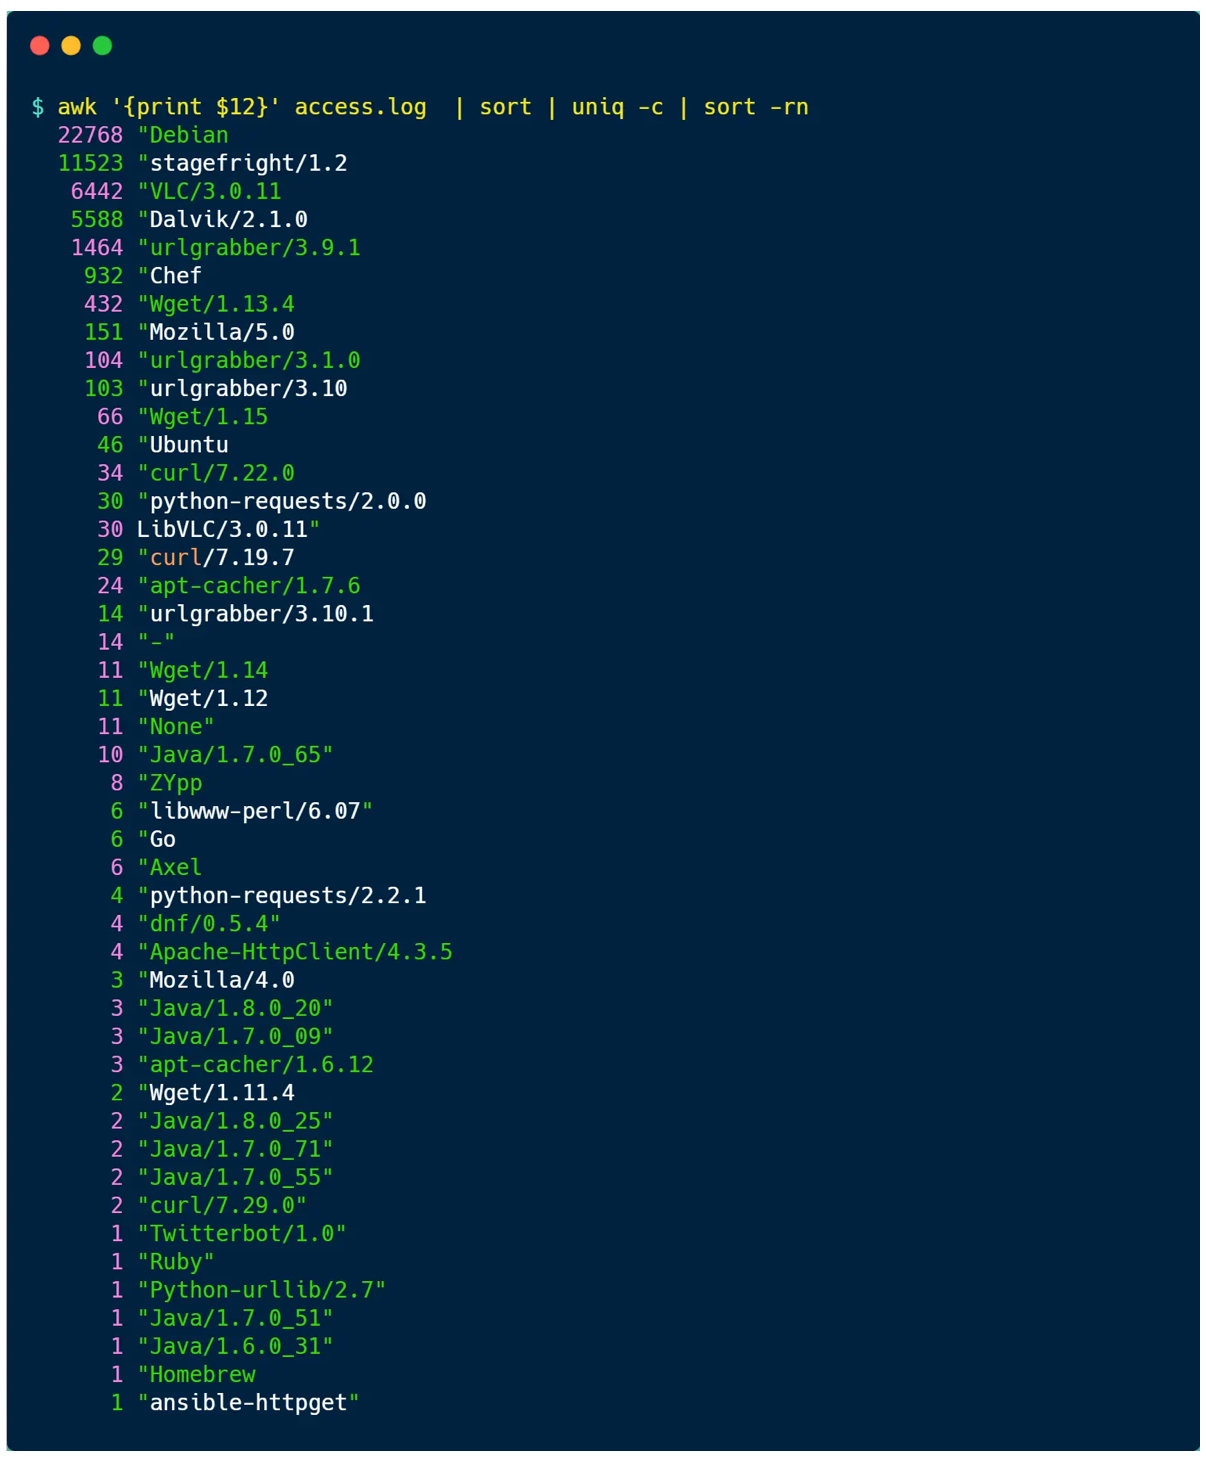 $ awk '{print $12}' access.log  | sort | uniq -c | sort -rn
22768 "Debian
11523 "stagefright/1.2
6442 "VLC/3.0.11
5588 "Dalvik/2.1.0
1464 "urlgrabber/3.9.1
932 "Chef
432 "Wget/1.13.4
151 "Mozilla/5.0
104 "urlgrabber/3.1.0
103 "urlgrabber/3.10
66 "Wget/1.15
46 "Ubuntu
34 "curl/7.22.0
30 "python-requests/2.0.0
30 LibVLC/3.0.11"
29 "curl/7.19.7
24 "apt-cacher/1.7.6
14 "urlgrabber/3.10.1
14 "-"
11 "Wget/1.14
11 "Wget/1.12
11 "None"
10 "Java/1.7.0_65"
8 "ZYpp
6 "libwww-perl/6.07"
6 "Go
6 "Axel
4 "python-requests/2.2.1
4 "dnf/0.5.4"
4 "Apache-HttpClient/4.3.5
3 "Mozilla/4.0
3 "Java/1.8.0_20"
3 "Java/1.7.0_09"
3 "apt-cacher/1.6.12
2 "Wget/1.11.4
2 "Java/1.8.0_25"
2 "Java/1.7.0_71"
2 "Java/1.7.0_55"
2 "curl/7.29.0"
1 "Twitterbot/1.0"
1 "Ruby"
1 "Python-urllib/2.7"
1 "Java/1.7.0_51"
1 "Java/1.6.0_31"
1 "Homebrew
1 "ansible-httpget"